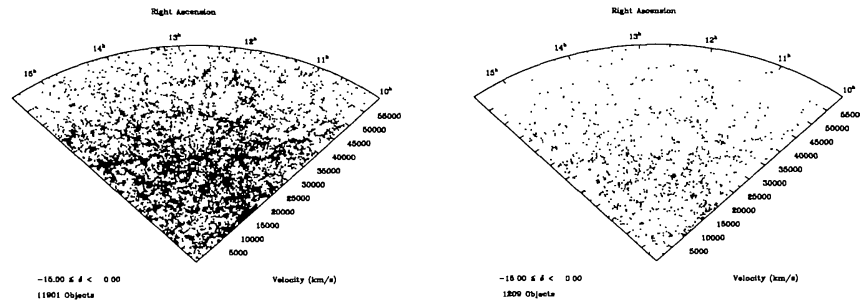 Right Ascension
15ʰ
14ʰ
13ʰ
12ʰ
11ʰ
10ʰ
55000
50000
45000
40000
35000
30000
25000
20000
15000
10000
5000
-15.00 ≤ δ < 0.00
11901 Objects
Velocity (km/s)
Right Ascension
15ʰ
14ʰ
13ʰ
12ʰ
11ʰ
10ʰ
5500
50000
45000
40000
35000
30000
25000
20000
15000
10000
5000
-15.00 ≤ δ < 0.00
1209 Objects
Velocity (km/s)